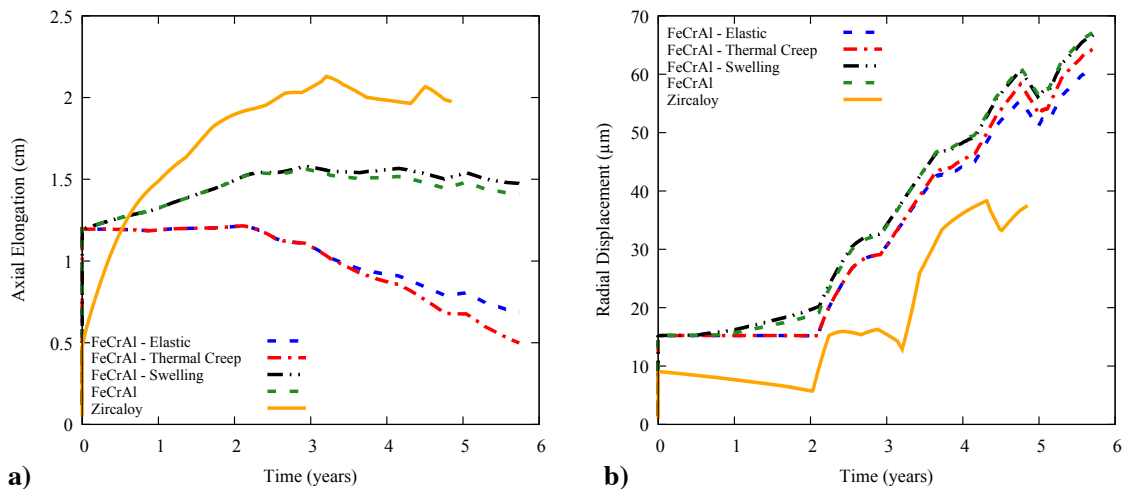 2.5
2
1.5
1
0.5
0
Axial Elongation (cm)
FeCrAl - Elastic
FeCrAl - Thermal Creep
FeCrAl - Swelling
FeCrAl
Zircaloy
0 1 2 3 4 5 6
Time (years)
a)
70
60
50
40
30
20
10
0
Radial Displacement (μm)
FeCrAl - Elastic
FeCrAl - Thermal Creep
FeCrAl - Swelling
FeCrAl
Zircaloy
0 1 2 3 4 5 6
Time (years)
b)